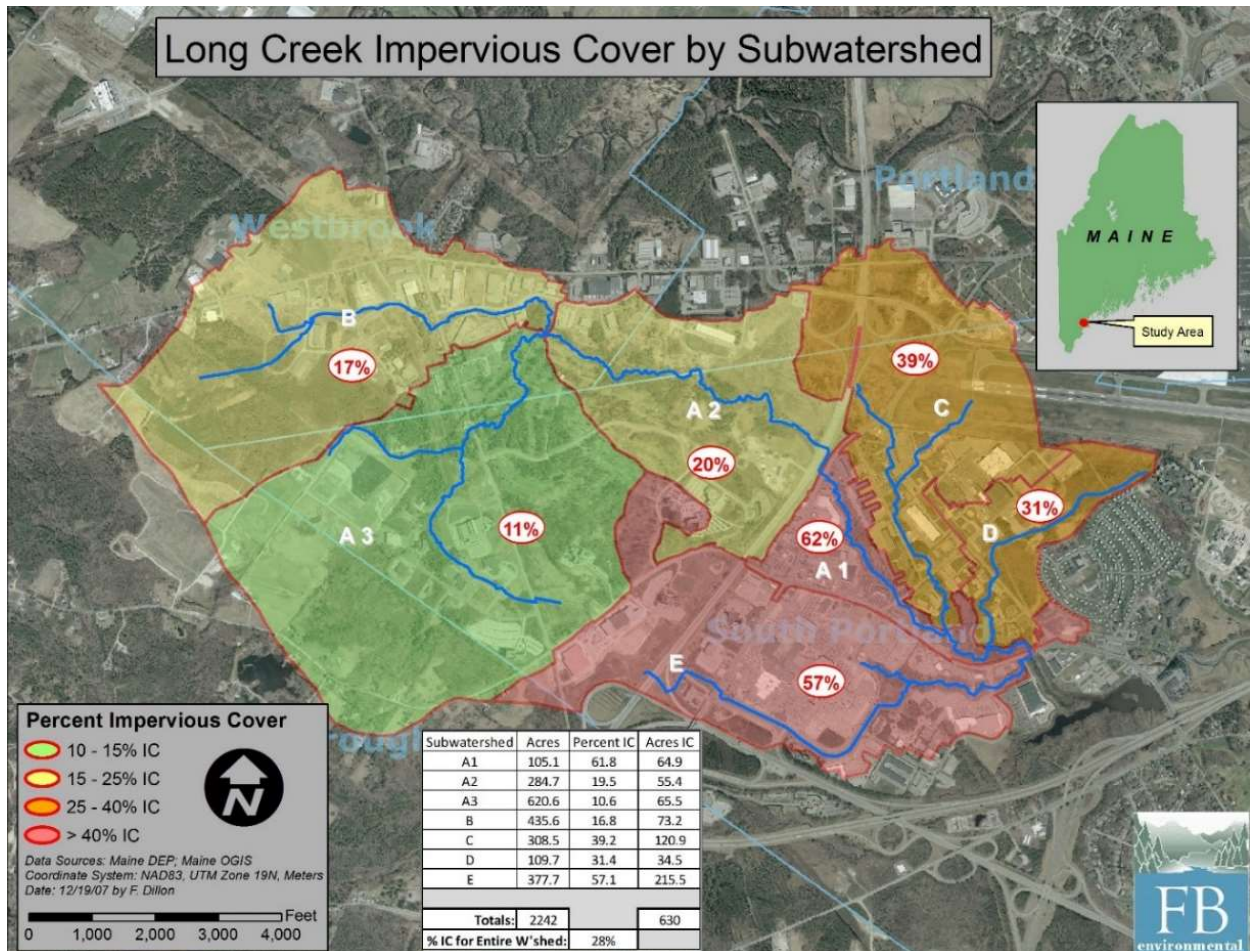 Long Creek Impervious Cover by Subwatershed
Portland
Westbrook
MAINE
Study Area
B
17%
39%
C
A 2
20%
31%
D
A 3
11%
62%
A 1
South Portland
E
57%
Percent Impervious Cover
10 - 15% IC
15 - 25% IC
25 - 40% IC
> 40% IC
N
Data Sources: Maine DEP; Maine OGIS
Coordinate System: NAD83, UTM Zone 19N, Meters
Date: 12/19/07 by F. Dillon
Feet
0 1,000 2,000 3,000 4,000
Subwatershed Acres Percent IC Acres IC
A1 105.1 61.8 64.9
A2 284.7 19.5 55.4
A3 620.6 10.6 65.5
B 435.6 16.8 73.2
C 308.5 39.2 120.9
D 109.7 31.4 34.5
E 377.7 57.1 215.5
Totals: 2242 630
% IC for Entire W'shed: 28%
FB
environmental